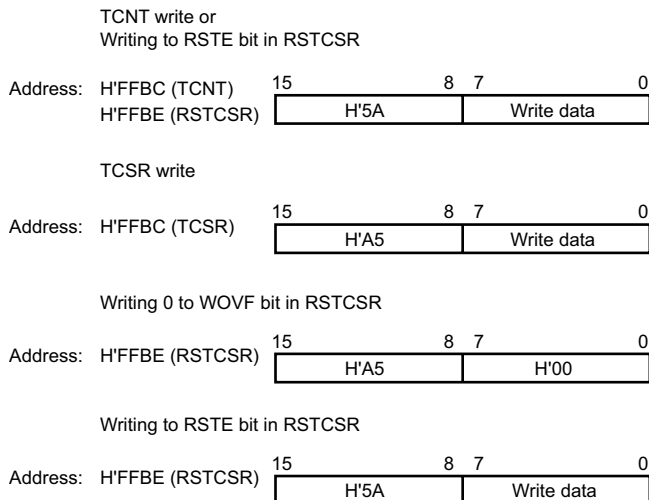 TCNT write or
Writing to RSTE bit in RSTCSR
Address: H'FFBC (TCNT) 15 8 7 0
H'FFBE (RSTCSR) H'5A Write data
TCSR write
15 8 7 0
Address: H'FFBC (TCSR) H'A5 Write data
Writing 0 to WOVF bit in RSTCSR
15 8 7 0
Address: H'FFBE (RSTCSR) H'A5 H'00
Writing to RSTE bit in RSTCSR
15 8 7 0
Address: H'FFBE (RSTCSR) H'5A Write data